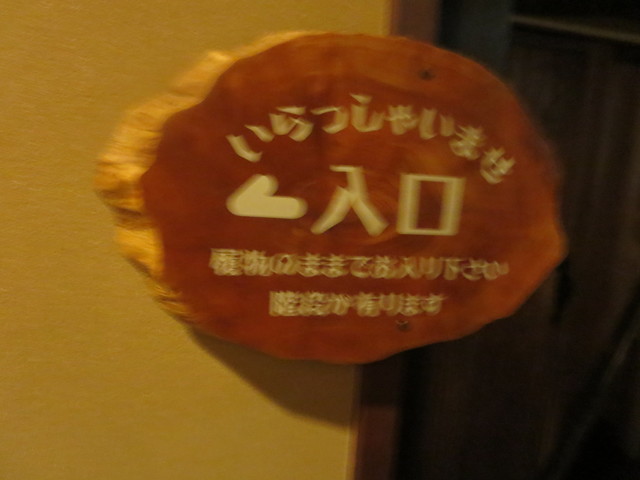 いらっしゃいませ
入口
履物のままでお入り下さい
階段が有ります